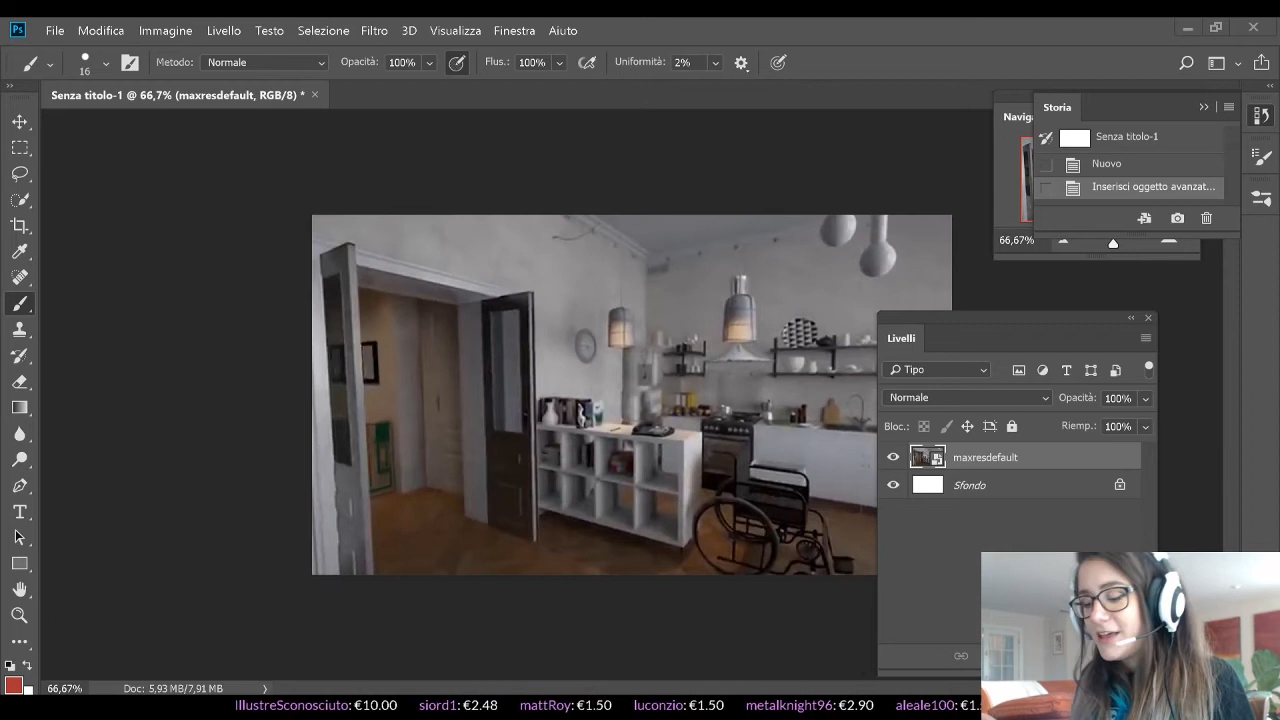 Ps File Modifica Immagine Livello Testo Selezione Filtro 3D Visualizza Finestra Aiuto
16 Metodo: Normale Opacità: 100% Flus.: 100% Uniformità: 2%
Senza titolo-1 @ 66,7% (maxresdefault, RGB/8) *
Naviga
66,67%
Storia
Senza titolo-1
Nuovo
Inserisci oggetto avanzat...
Livelli
Tipo
Normale Opacità: 100%
Bloc.: Riemp.: 100%
maxresdefault
Sfondo
66,67% Doc: 5,93 MB/7,91 MB
IllustreSconosciuto: €10.00 siord1: €2.48 mattRoy: €1.50 luconzio: €1.50 metalknight96: €2.90 aleale100: €1.